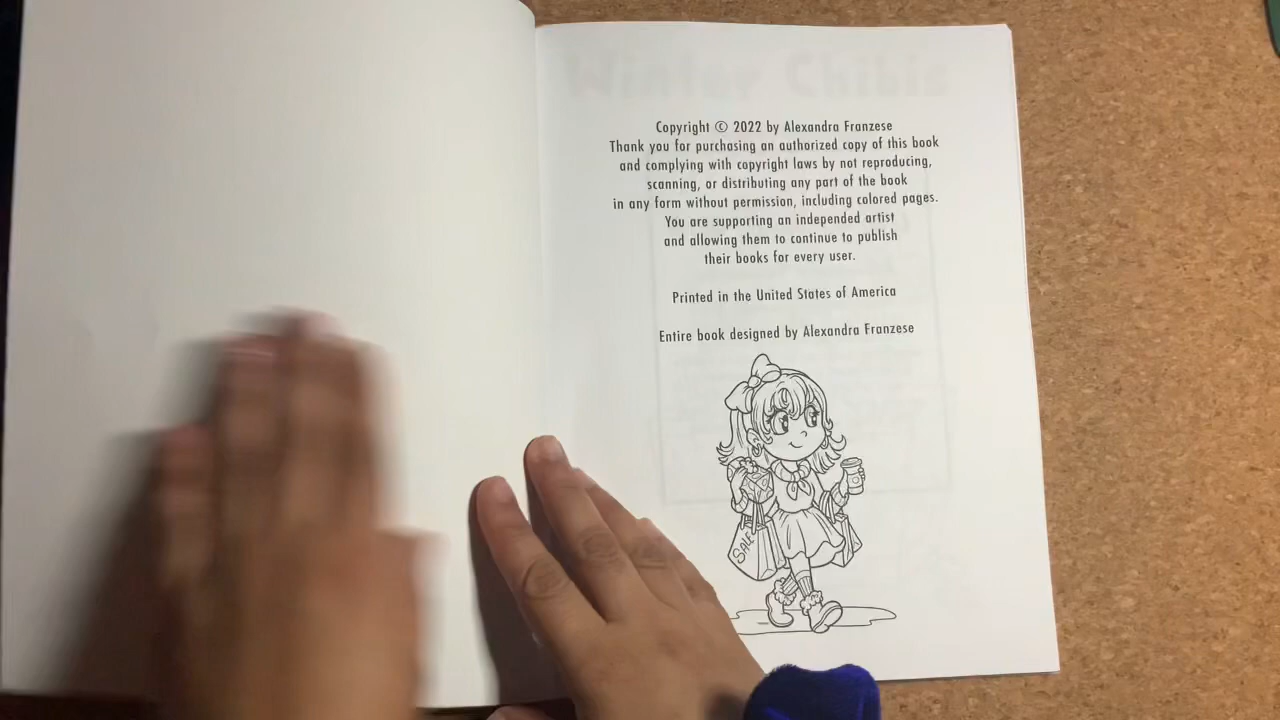 Winter Chibis
Copyright © 2022 by Alexandra Franzese
Thank you for purchasing an authorized copy of this book
and complying with copyright laws by not reproducing,
scanning, or distributing any part of the book
in any form without permission, including colored pages.
You are supporting an independed artist
and allowing them to continue to publish
their books for every user.
Printed in the United States of America
Entire book designed by Alexandra Franzese
SALE